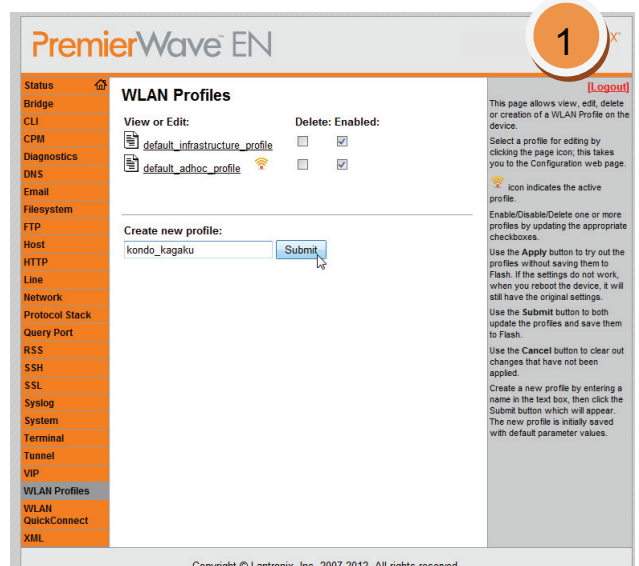 PremierWave™ EN
1
X®
Status
Bridge
CLI
CPM
Diagnostics
DNS
Email
Filesystem
FTP
Host
HTTP
Line
Network
Protocol Stack
Query Port
RSS
SSH
SSL
Syslog
System
Terminal
Tunnel
VIP
WLAN Profiles
WLAN
QuickConnect
XML
WLAN Profiles
View or Edit: Delete: Enabled:
default_infrastructure_profile
default_adhoc_profile
Create new profile:
kondo_kagaku Submit
[Logout]
This page allows view, edit, delete
or creation of a WLAN Profile on the
device.
Select a profile for editing by
clicking the page icon; this takes
you to the Configuration web page.
icon indicates the active
profile.
Enable/Disable/Delete one or more
profiles by updating the appropriate
checkboxes.
Use the Apply button to try out the
profiles without saving them to
Flash. If the settings do not work,
when you reboot the device, it will
still have the original settings.
Use the Submit button to both
update the profiles and save them
to Flash.
Use the Cancel button to clear out
changes that have not been
applied.
Create a new profile by entering a
name in the text box, then click the
Submit button which will appear.
The new profile is initially saved
with default parameter values.
Copyright © Lantronix, Inc. 2007-2012. All rights reserved.